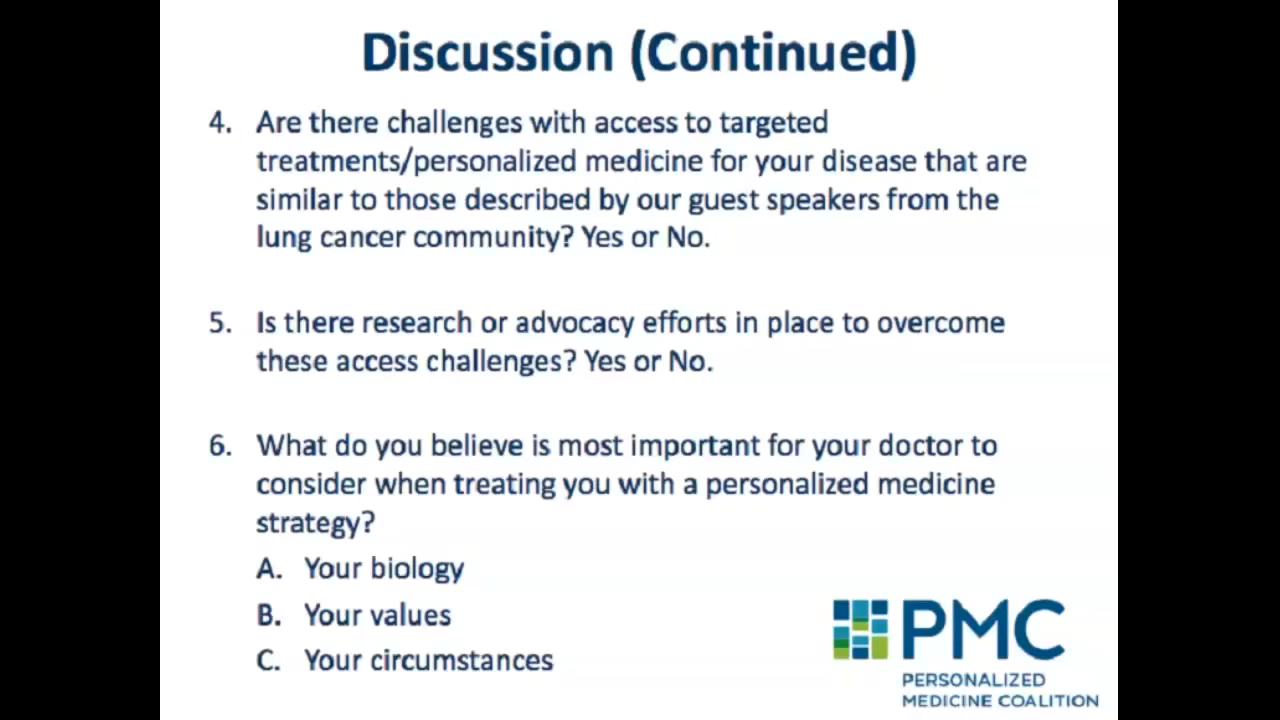 Discussion (Continued)
4. Are there challenges with access to targeted
treatments/personalized medicine for your disease that are
similar to those described by our guest speakers from the
lung cancer community? Yes or No.
5. Is there research or advocacy efforts in place to overcome
these access challenges? Yes or No.
6. What do you believe is most important for your doctor to
consider when treating you with a personalized medicine
strategy?
A. Your biology
B. Your values
C. Your circumstances
PMC
PERSONALIZED
MEDICINE COALITION